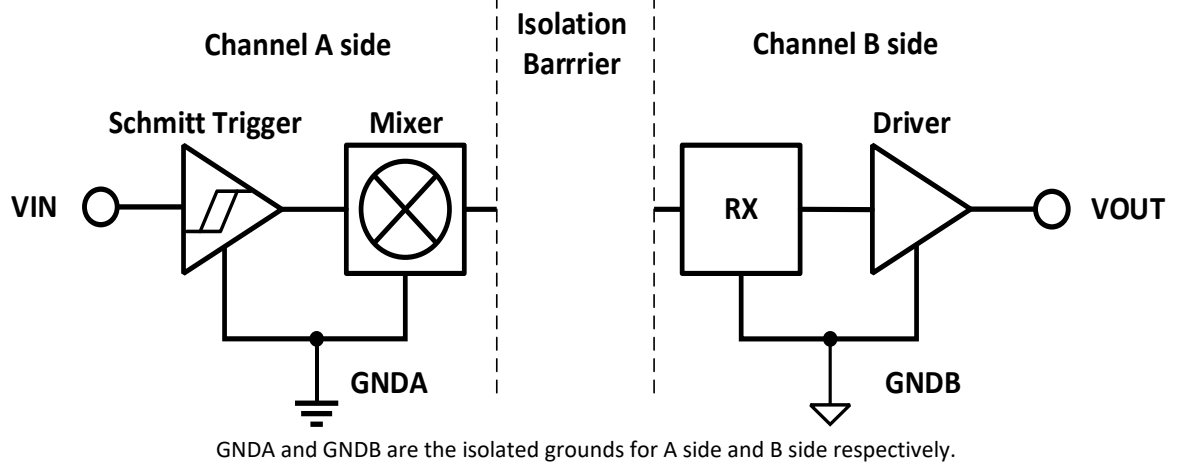 Channel A side
Isolation
Barrrier
Channel B side
Schmitt Trigger
Mixer
Driver
VIN
RX
VOUT
GNDA
GNDB
GNDA and GNDB are the isolated grounds for A side and B side respectively.